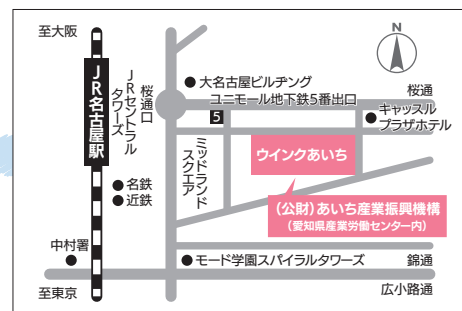 至大阪
N
JR名古屋駅
JRセントラル
タワーズ
桜通口
大名古屋ビルヂング
ユニモール地下鉄5番出口
5
桜通
キャッスル
プラザホテル
ミッドランド
スクエア
ウインクあいち
名鉄
近鉄
(公財)あいち産業振興機構
(愛知県産業労働センター内)
中村署
モード学園スパイラルタワーズ
錦通
至東京
広小路通